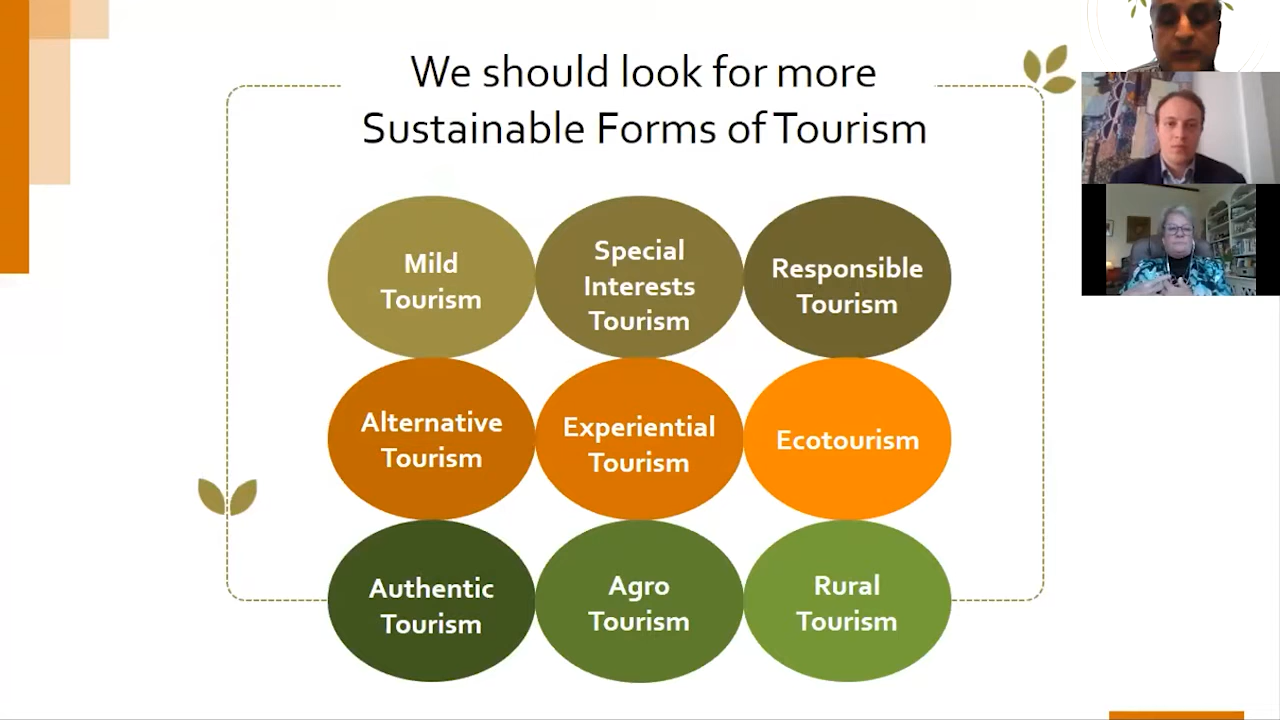 We should look for more
Sustainable Forms of Tourism
Mild
Tourism
Special
Interests
Tourism
Responsible
Tourism
Alternative
Tourism
Experiential
Tourism
Ecotourism
Authentic
Tourism
Agro
Tourism
Rural
Tourism